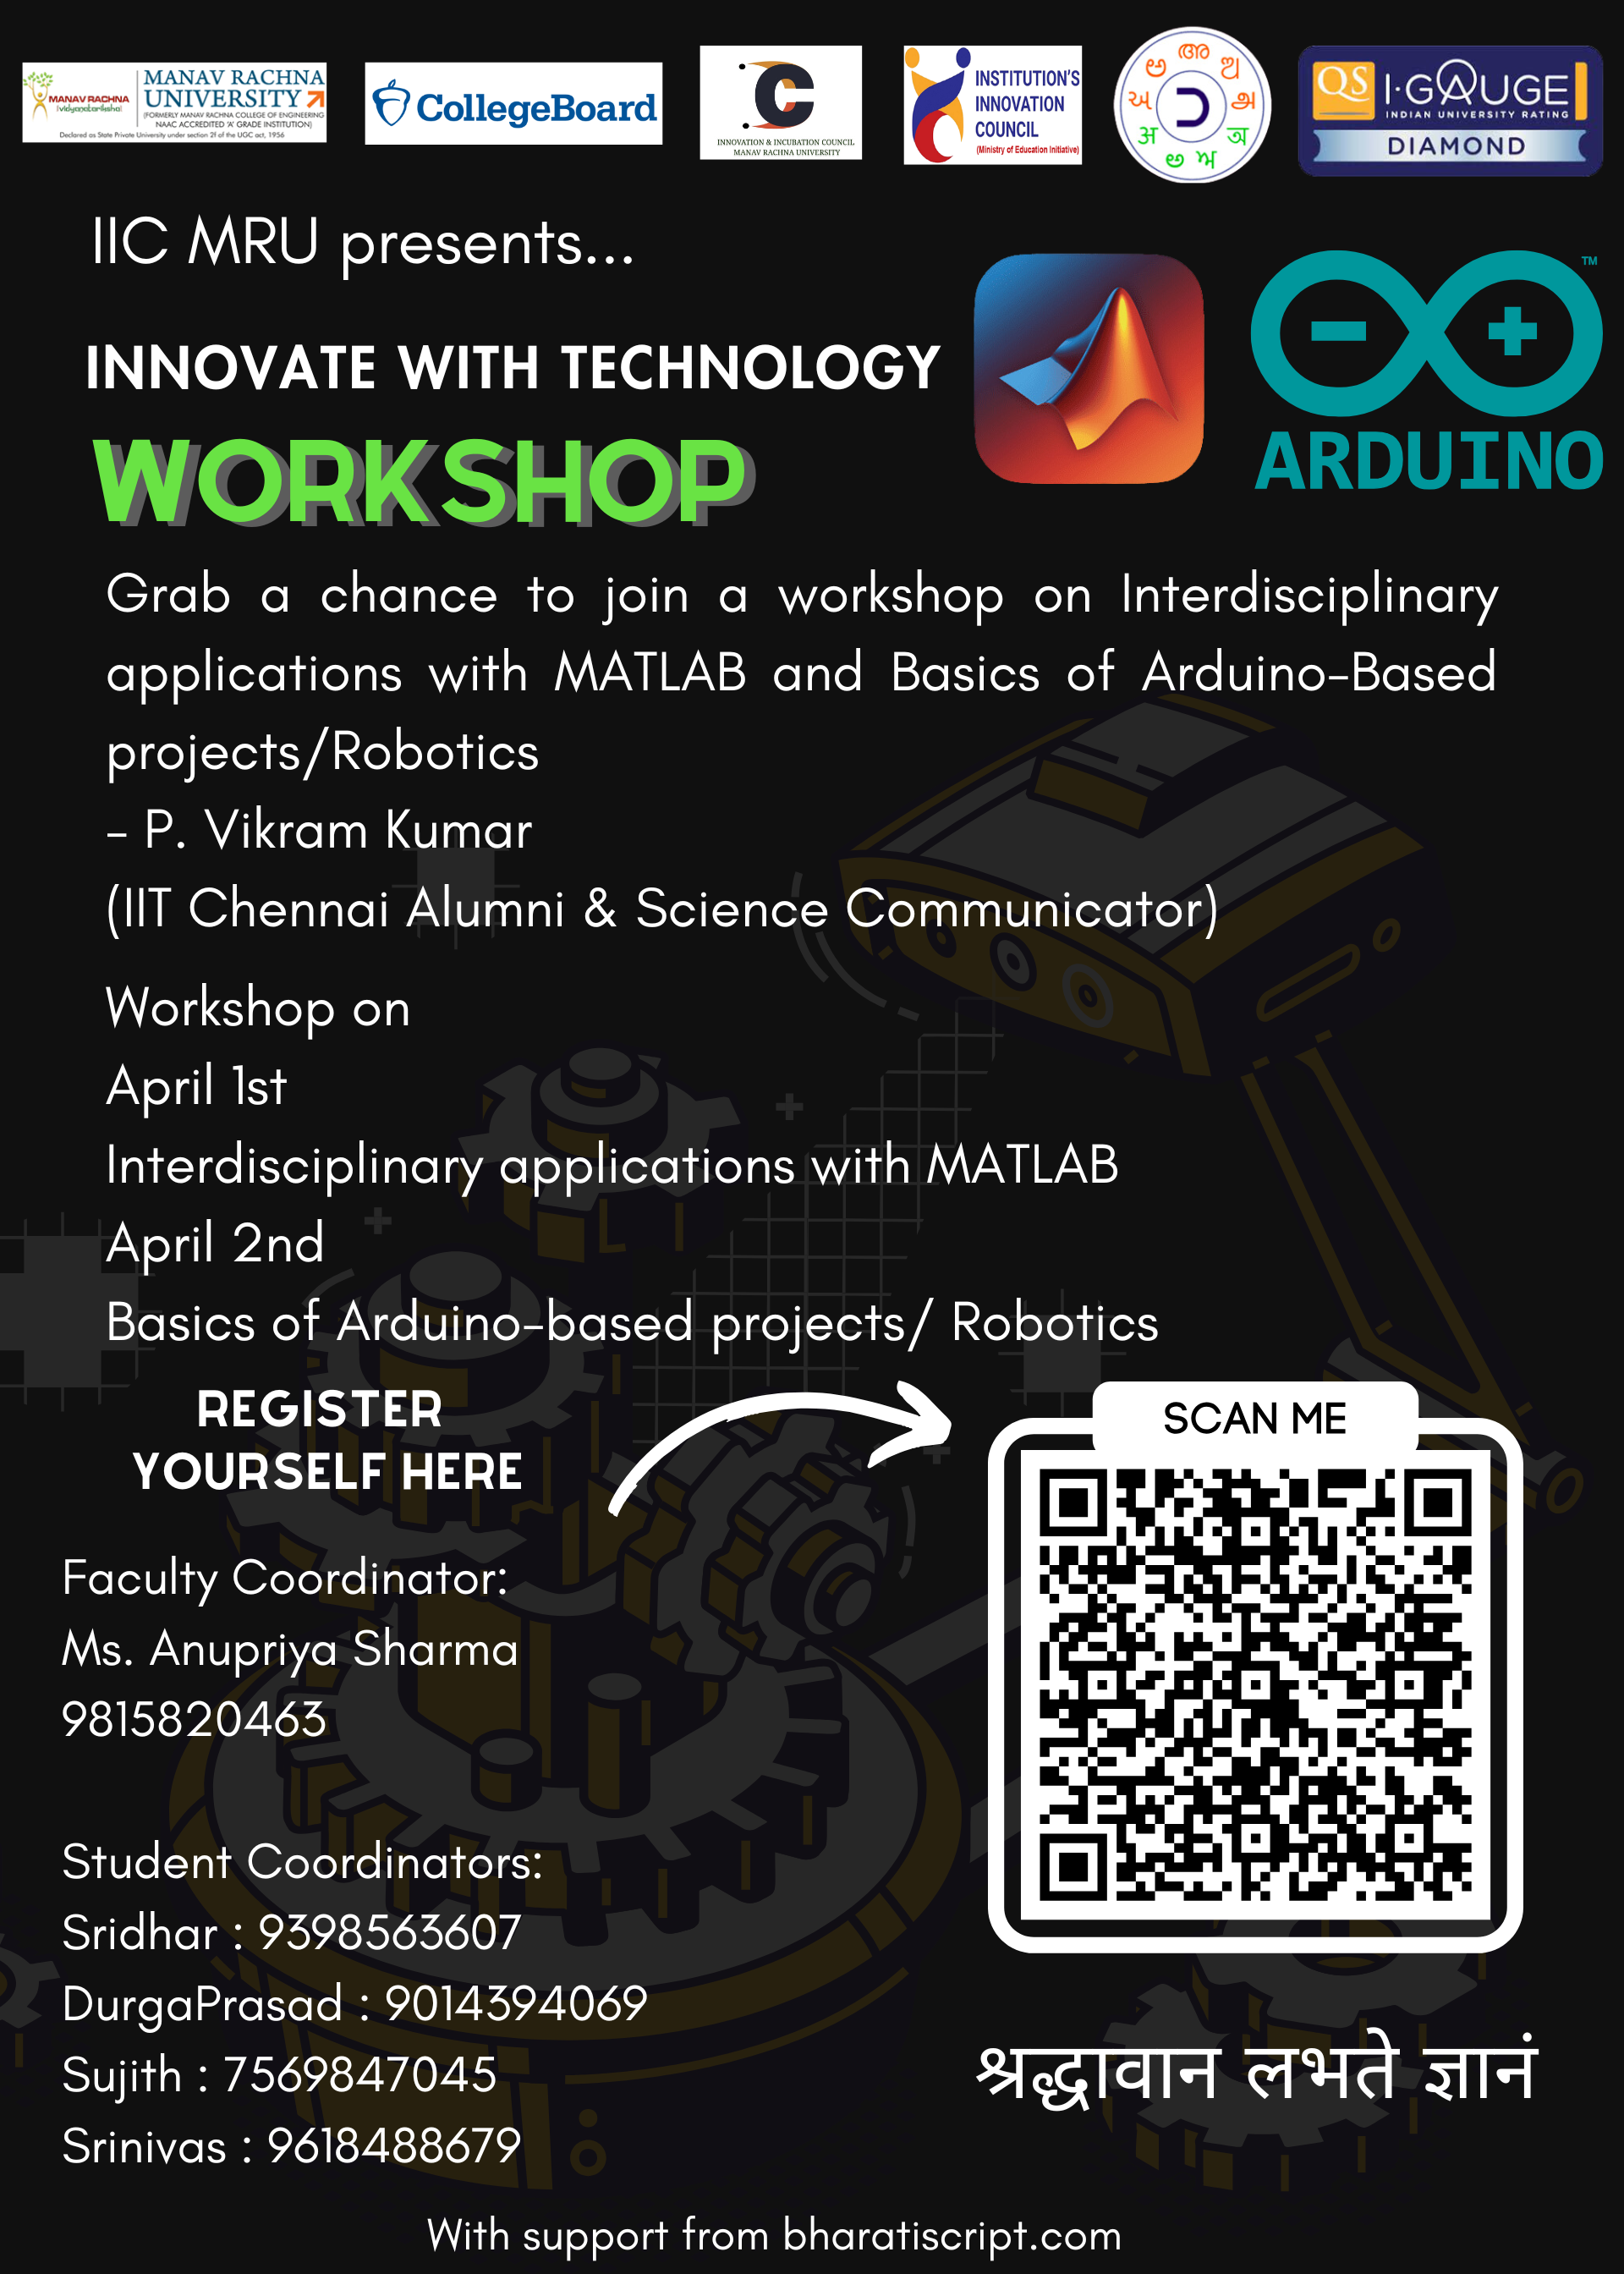 MANAV RACHNA
vidyanatariksha
MANAV RACHNA
UNIVERSITY
(FORMERLY MANAV RACHNA COLLEGE OF ENGINEERING)
NAAC ACCREDITED 'A' GRADE INSTITUTION)
Declared as State Private University under section 2f of the UGC act, 1956
CollegeBoard
INNOVATION & INCUBATION COUNCIL
MANAV RACHNA UNIVERSITY
INSTITUTION'S
INNOVATION
COUNCIL
(Ministry of Education Initiative)
QS I·GAUGE
INDIAN UNIVERSITY RATING
DIAMOND
IIC MRU presents...
INNOVATE WITH TECHNOLOGY
WORKSHOP
ARDUINO
TM
Grab a chance to join a workshop on Interdisciplinary
applications with MATLAB and Basics of Arduino-Based
projects/Robotics
- P. Vikram Kumar
(IIT Chennai Alumni & Science Communicator)
Workshop on
April 1st
Interdisciplinary applications with MATLAB
April 2nd
Basics of Arduino-based projects/ Robotics
REGISTER
YOURSELF HERE
SCAN ME
Faculty Coordinator:
Ms. Anupriya Sharma
9815820463
Student Coordinators:
Sridhar : 9398563607
DurgaPrasad : 9014394069
Sujith : 7569847045
Srinivas : 9618488679
श्रद्धावान लभते ज्ञानं
With support from bharatiscript.com